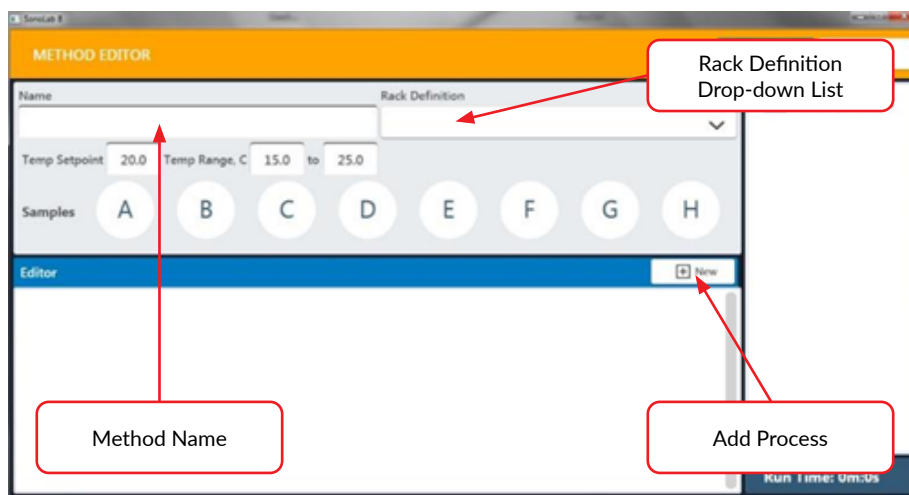 SonoLab 8
METHOD EDITOR
Rack Definition
Drop-down List
Name
Rack Definition
Temp Setpoint 20.0 Temp Range, C 15.0 to 25.0
Samples A B C D E F G H
Editor
New
Method Name
Add Process
Run Time: 0m:0s